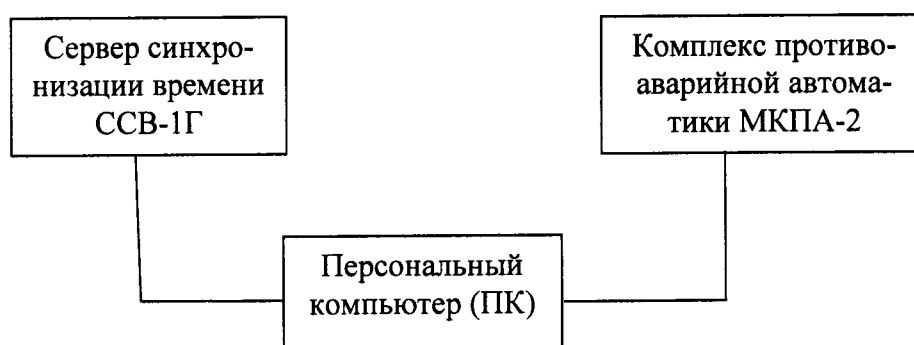 Сервер синхро-
низации времени
ССВ-1Г
Комплекс противо-
аварийной автома-
тики МКПА-2
Персональный
компьютер (ПК)